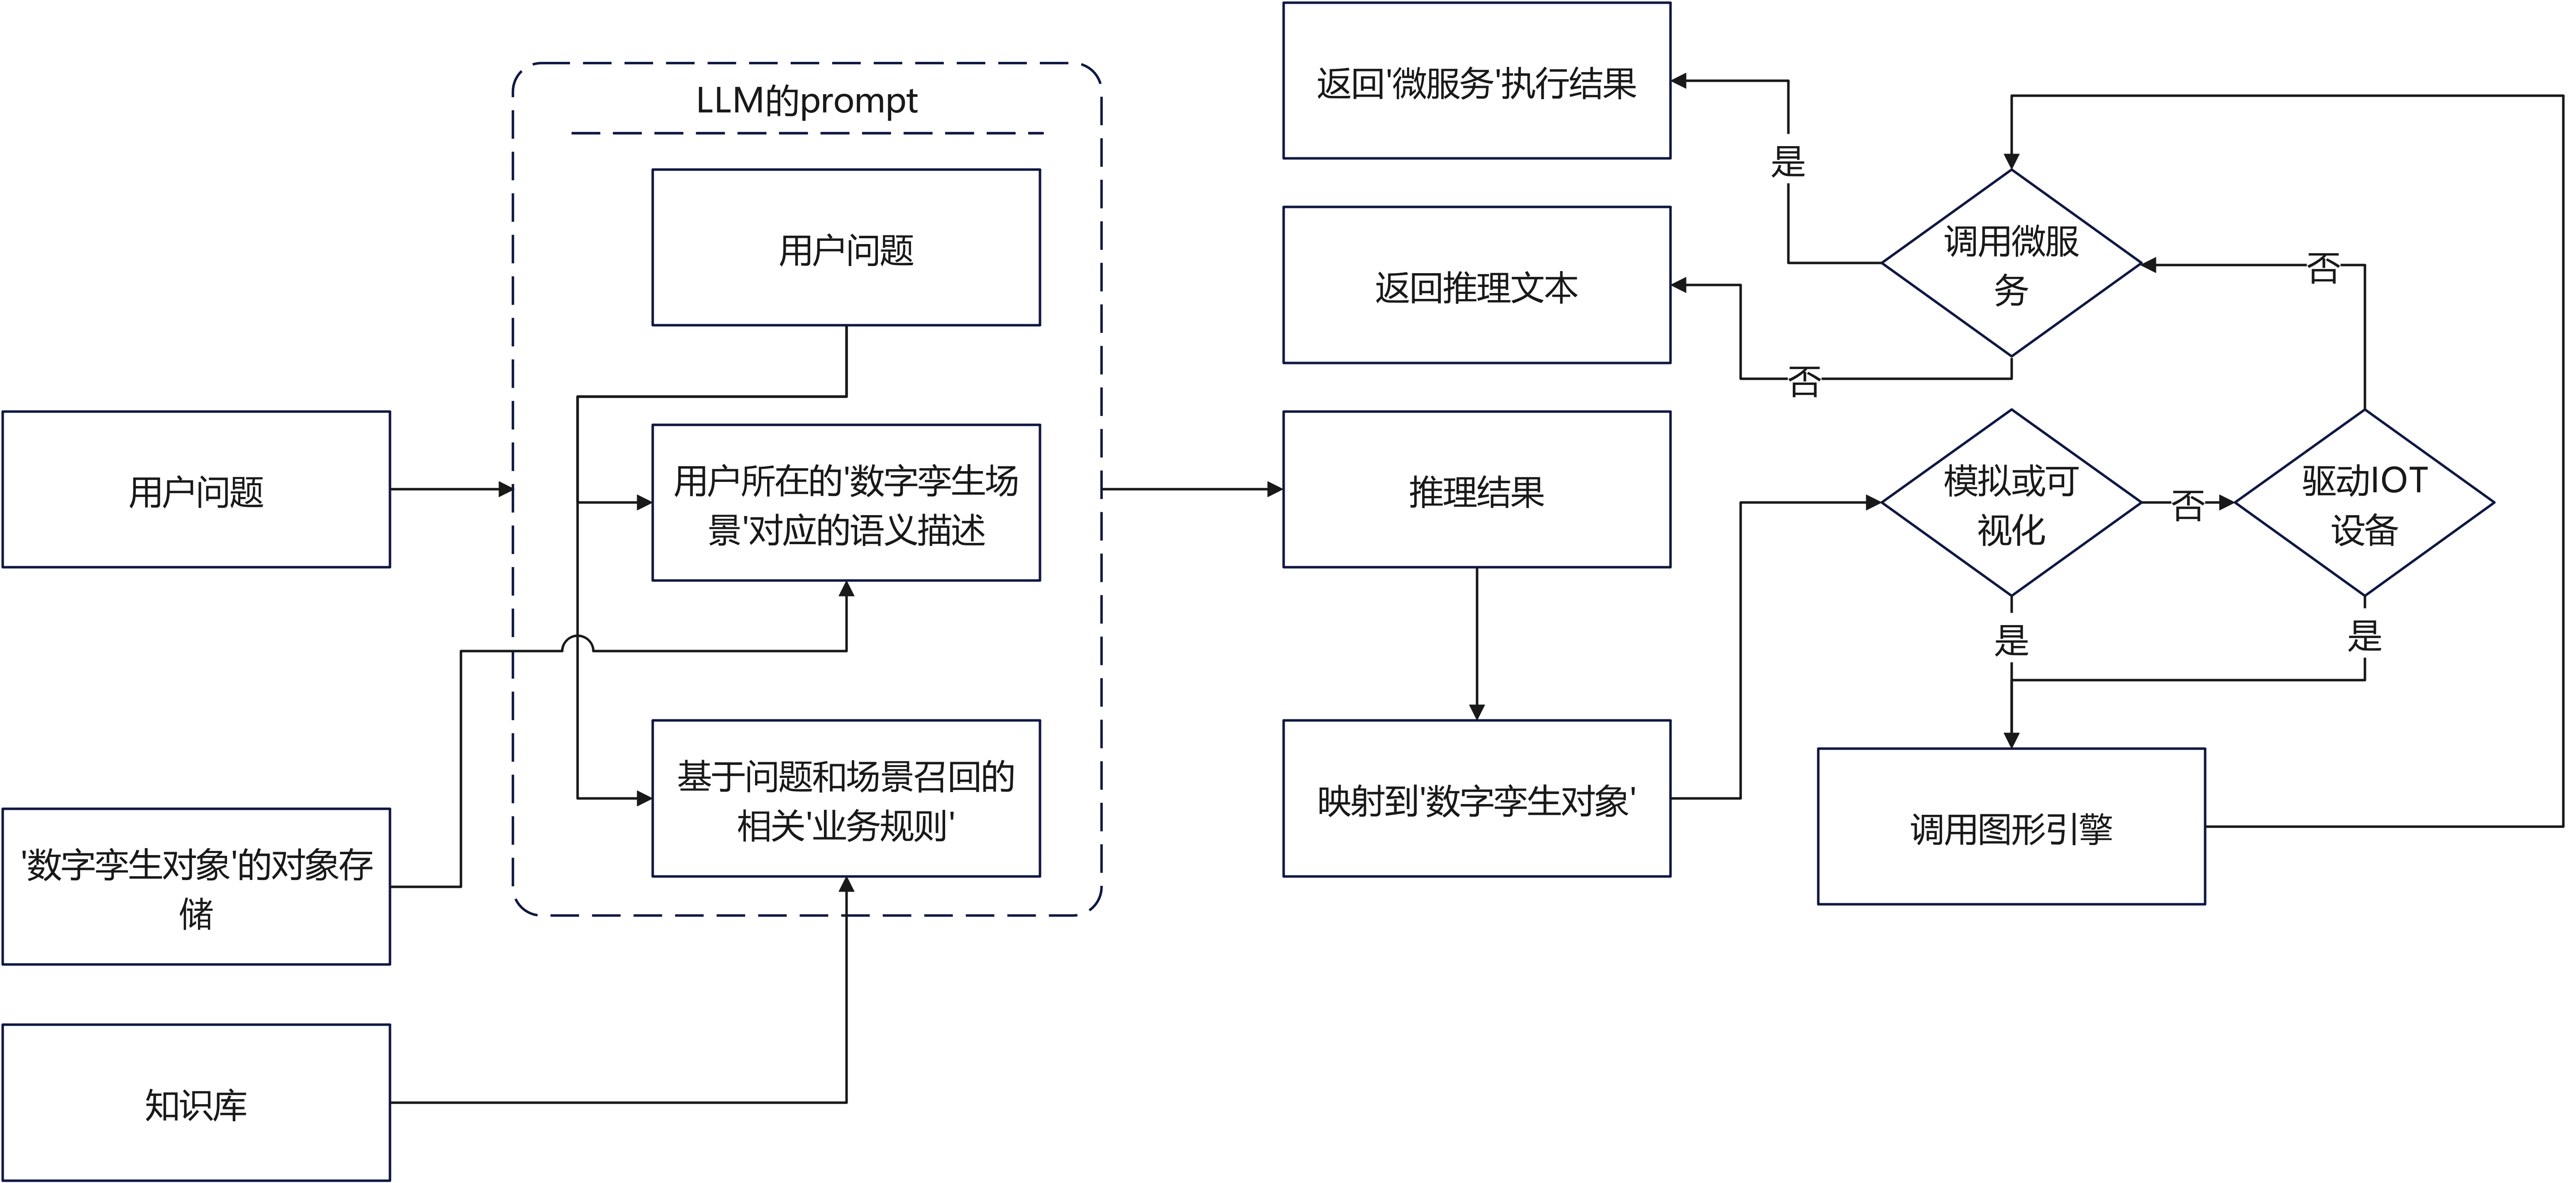 LLM的prompt
用户问题
用户所在的'数字孪生场
景'对应的语义描述
基于问题和场景召回的
相关'业务规则'
用户问题
'数字孪生对象'的对象存
储
知识库
返回'微服务'执行结果
返回推理文本
推理结果
映射到'数字孪生对象'
是
否
调用微服
务
否
模拟或可
视化
否
驱动IOT
设备
是
是
调用图形引擎